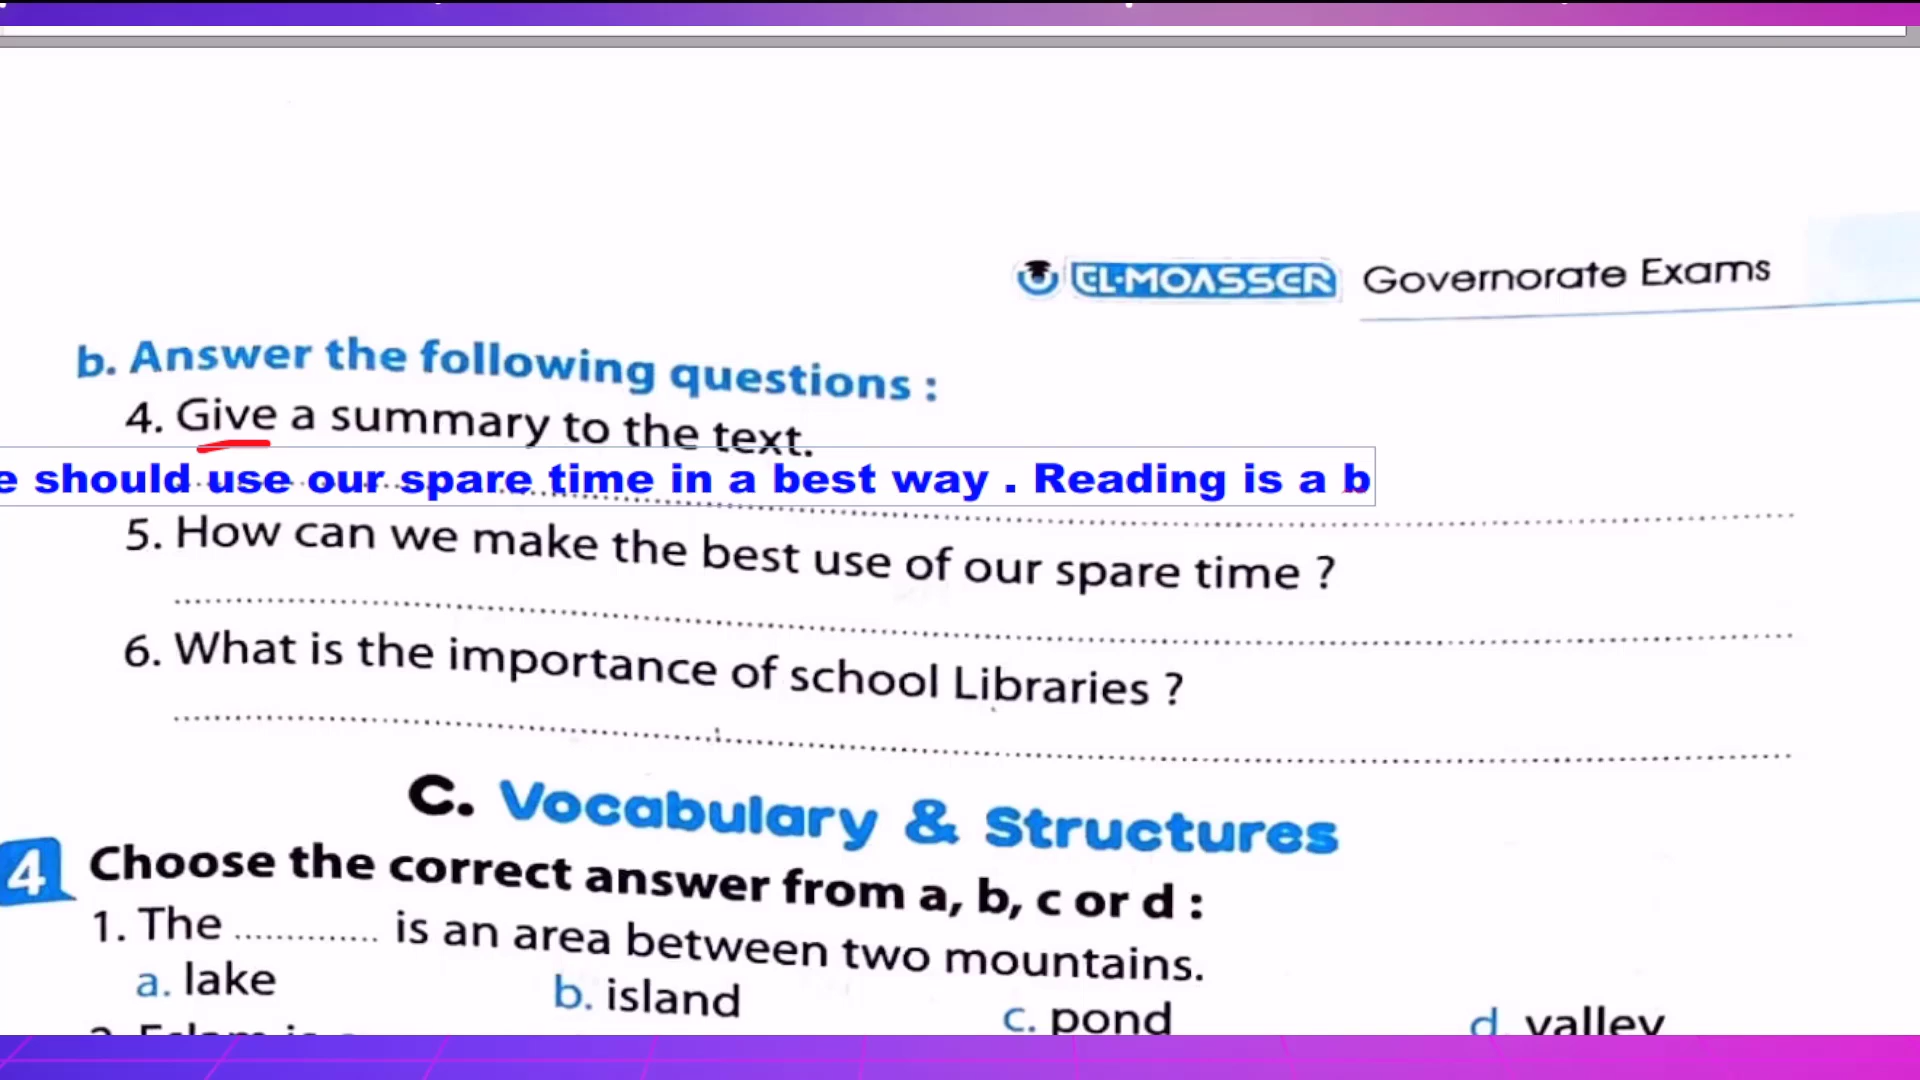 EL-MOASSER Governorate Exams
b. Answer the following questions :
4. Give a summary to the text.
e should use our spare time in a best way . Reading is a b
5. How can we make the best use of our spare time ?
6. What is the importance of school Libraries ?
C. Vocabulary & Structures
4 Choose the correct answer from a, b, c or d :
1. The ............. is an area between two mountains.
a. lake b. island c. pond d. valley